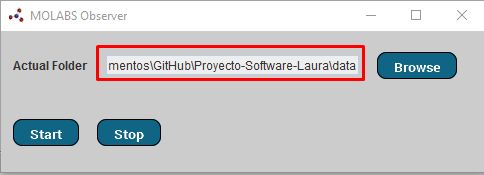 MOLABS Observer
Actual Folder mentos\GitHub\Proyecto-Software-Laura\data Browse
Start Stop